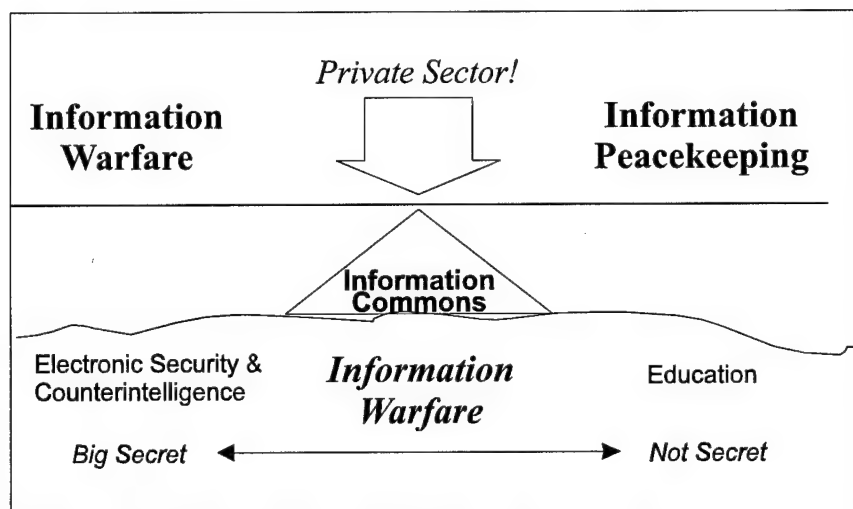 Private Sector!
Information
Warfare
Information
Peacekeeping
Information
Commons
Electronic Security &
Counterintelligence
Information
Warfare
Education
Big Secret
Not Secret